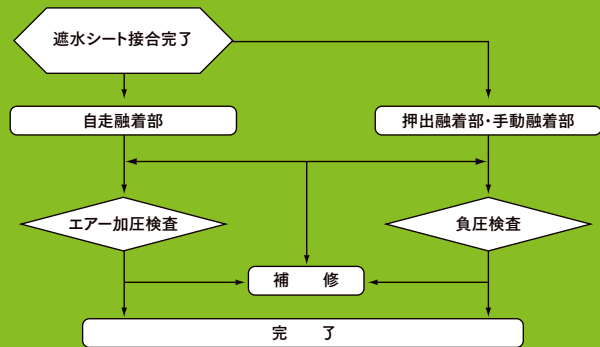 遮水シート接合完了
自走融着部
押出融着部・手動融着部
エアー加圧検査
負圧検査
補　修
完　了